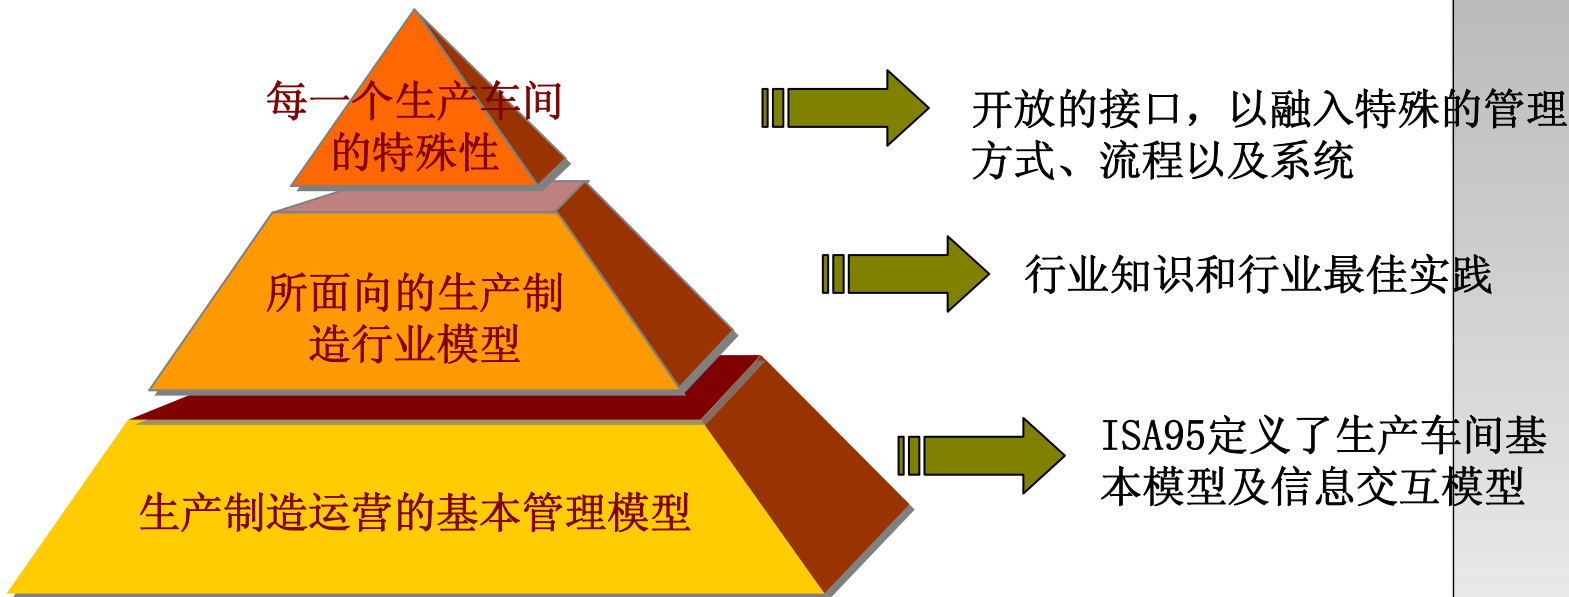 每一个生产车间
的特殊性
开放的接口，以融入特殊的管理
方式、流程以及系统
所面向的生产制
造行业模型
行业知识和行业最佳实践
生产制造运营的基本管理模型
ISA95定义了生产车间基
本模型及信息交互模型